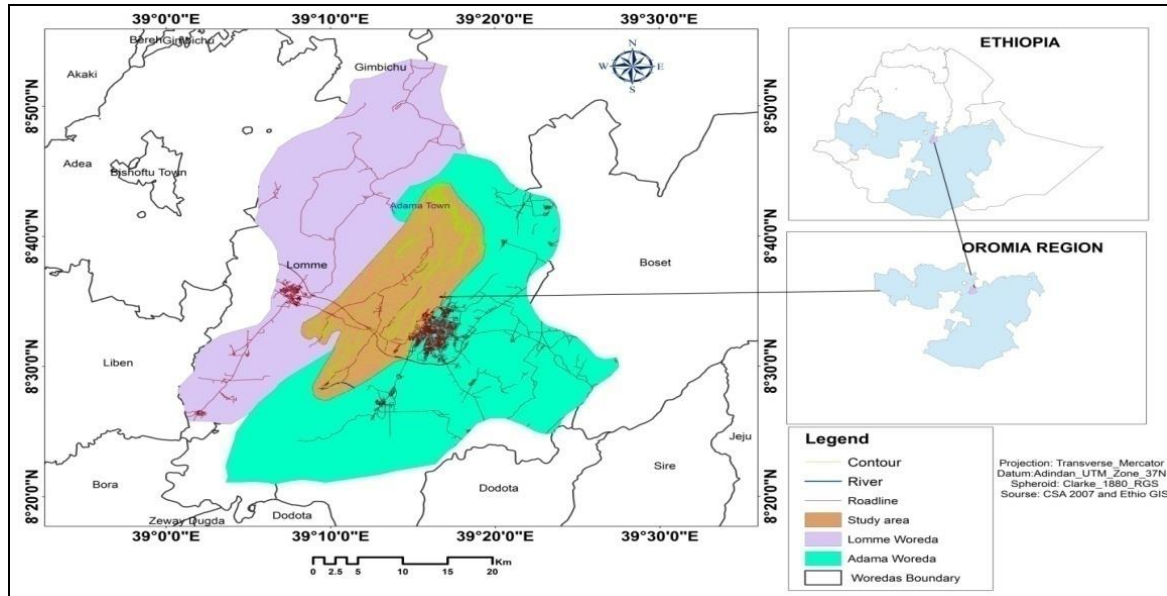 39°0'0"E
39°10'0"E
39°20'0"E
39°30'0"E
8°50'0"N
8°40'0"N
8°30'0"N
8°20'0"N
Gimbichu
Akaki
Gimbichu
Adea
Bishoftu Town
Adama Town
Lomme
Boset
Liben
Bora
Zeway Dugda
Dodota
Dodota
Sire
Jeju
N
W
E
S
8°50'0"N
8°40'0"N
8°30'0"N
8°20'0"N
39°0'0"E
39°10'0"E
39°20'0"E
39°30'0"E
0 2.5 5 10 15 20
Km
ETHIOPIA
OROMIA REGION
Legend
Contour
River
Roadline
Study area
Lomme Woreda
Adama Woreda
Woredas Boundary
Projection: Transverse_Mercator
Datum:Adindan_UTM_Zone_37N
Spheroid: Clarke_1880_RGS
Sourse: CSA 2007 and Ethio GIS